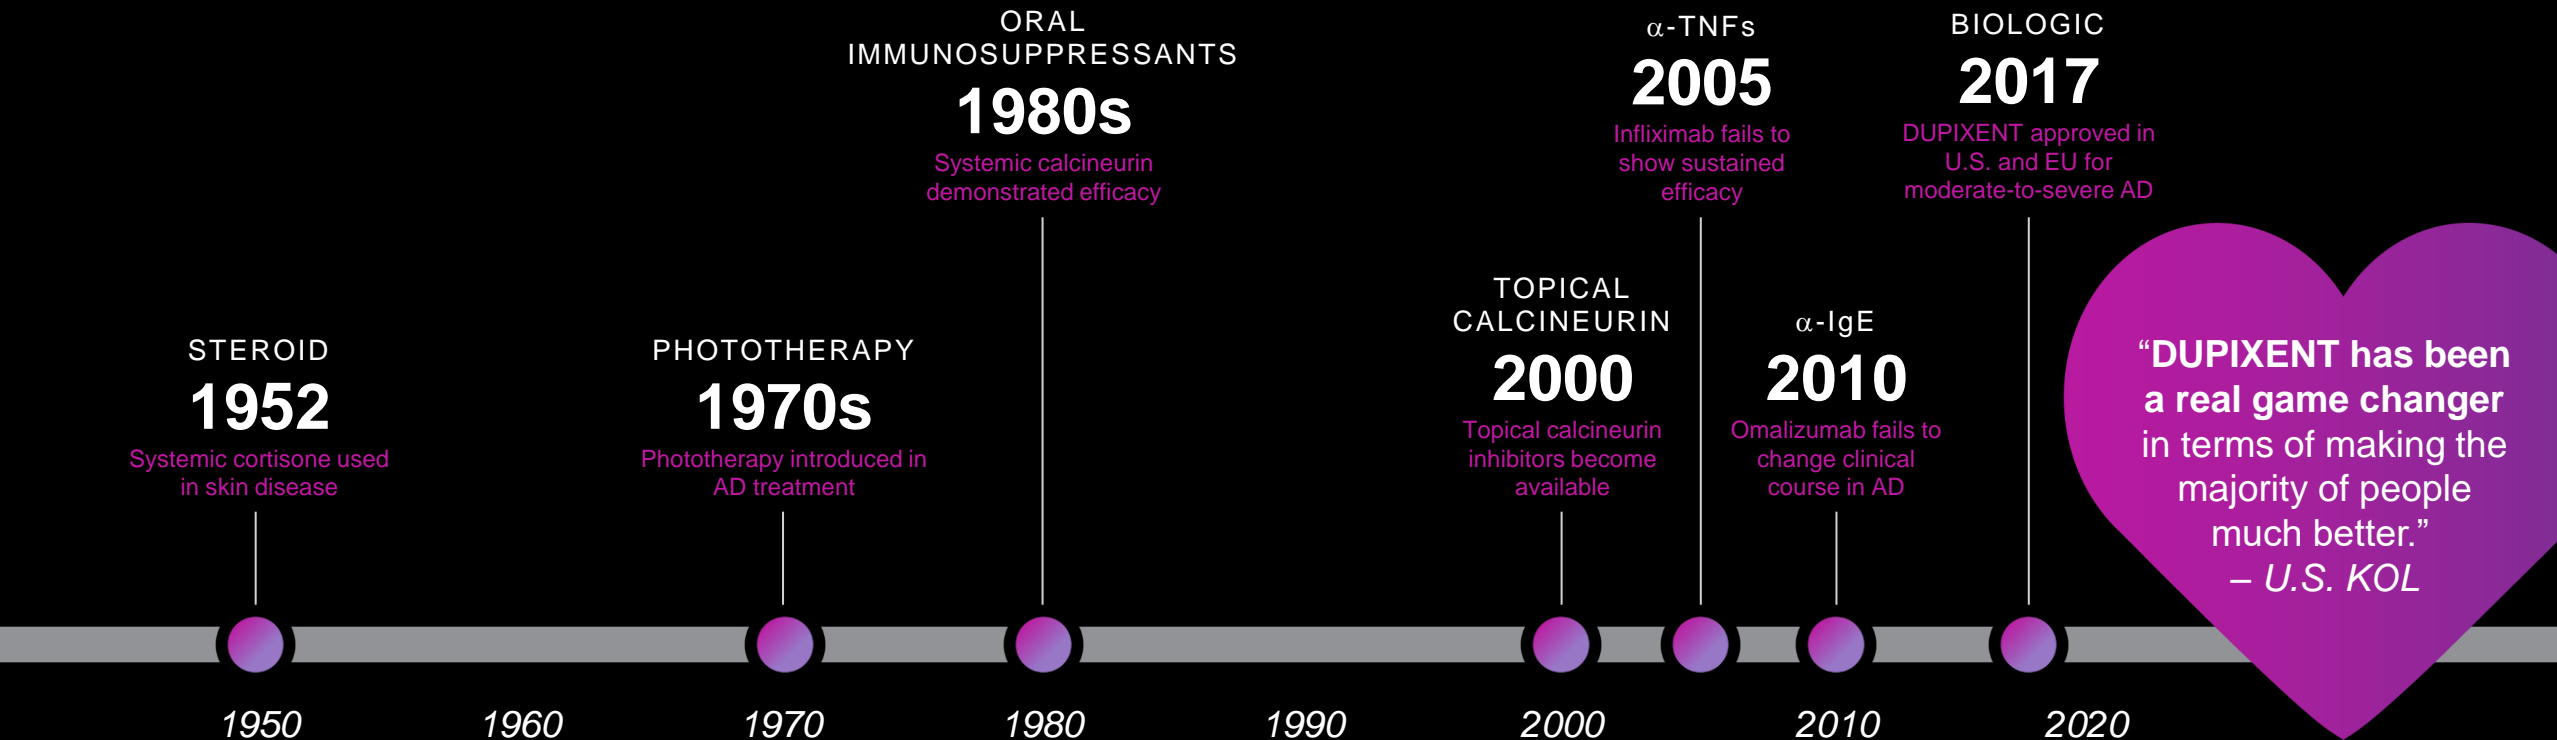 STEROID
1952
Systemic cortisone used
in skin disease
PHOTOTHERAPY
1970s
Phototherapy introduced in
AD treatment
ORAL
IMMUNOSUPPRESSANTS
1980s
Systemic calcineurin
demonstrated efficacy
TOPICAL
CALCINEURIN
2000
Topical calcineurin
inhibitors become
available
α-TNFs
2005
Infliximab fails to
show sustained
efficacy
α-IgE
2010
Omalizumab fails to
change clinical
course in AD
BIOLOGIC
2017
DUPIXENT approved in
U.S. and EU for
moderate-to-severe AD
“DUPIXENT has been
a real game changer
in terms of making the
majority of people
much better.”
– U.S. KOL
1950 1960 1970 1980 1990 2000 2010 2020